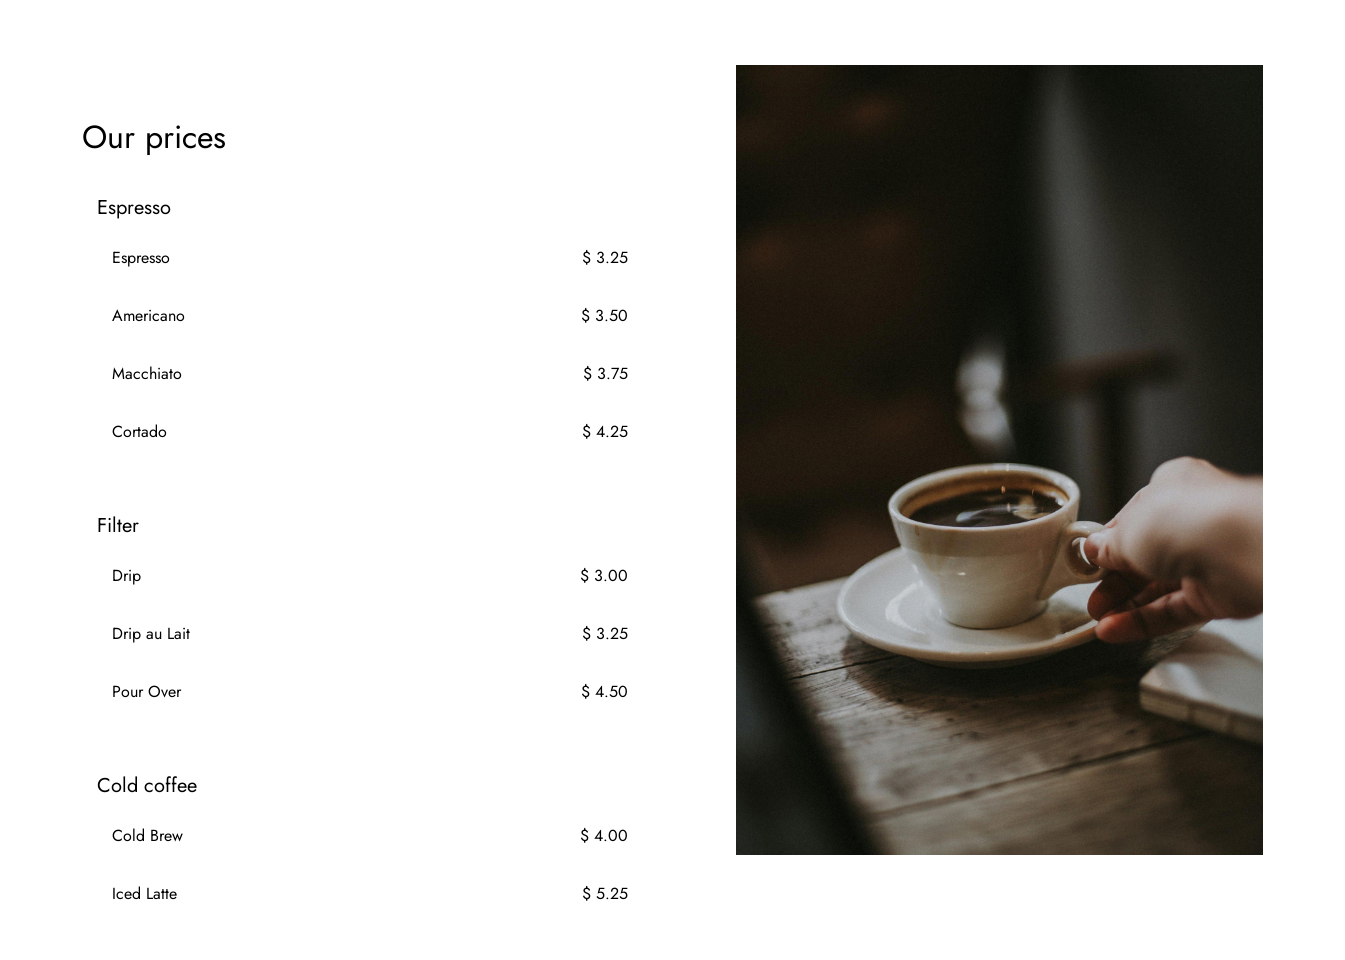 Our prices
Espresso
Espresso $ 3.25
Americano $ 3.50
Macchiato $ 3.75
Cortado $ 4.25
Filter
Drip $ 3.00
Drip au Lait $ 3.25
Pour Over $ 4.50
Cold coffee
Cold Brew $ 4.00
Iced Latte $ 5.25